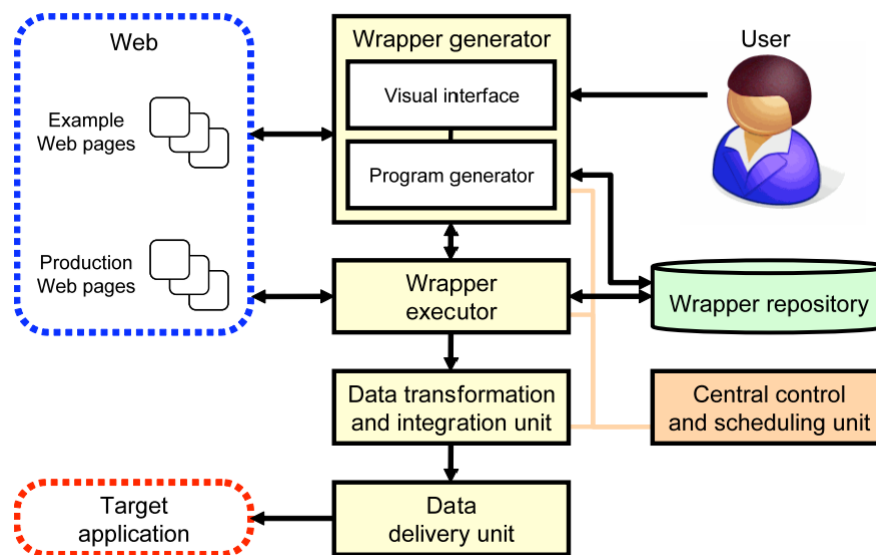 Web
Wrapper generator
User
Visual interface
Example
Web pages
Program generator
Production
Web pages
Wrapper
executor
Wrapper repository
Data transformation
and integration unit
Central control
and scheduling unit
Target
application
Data
delivery unit